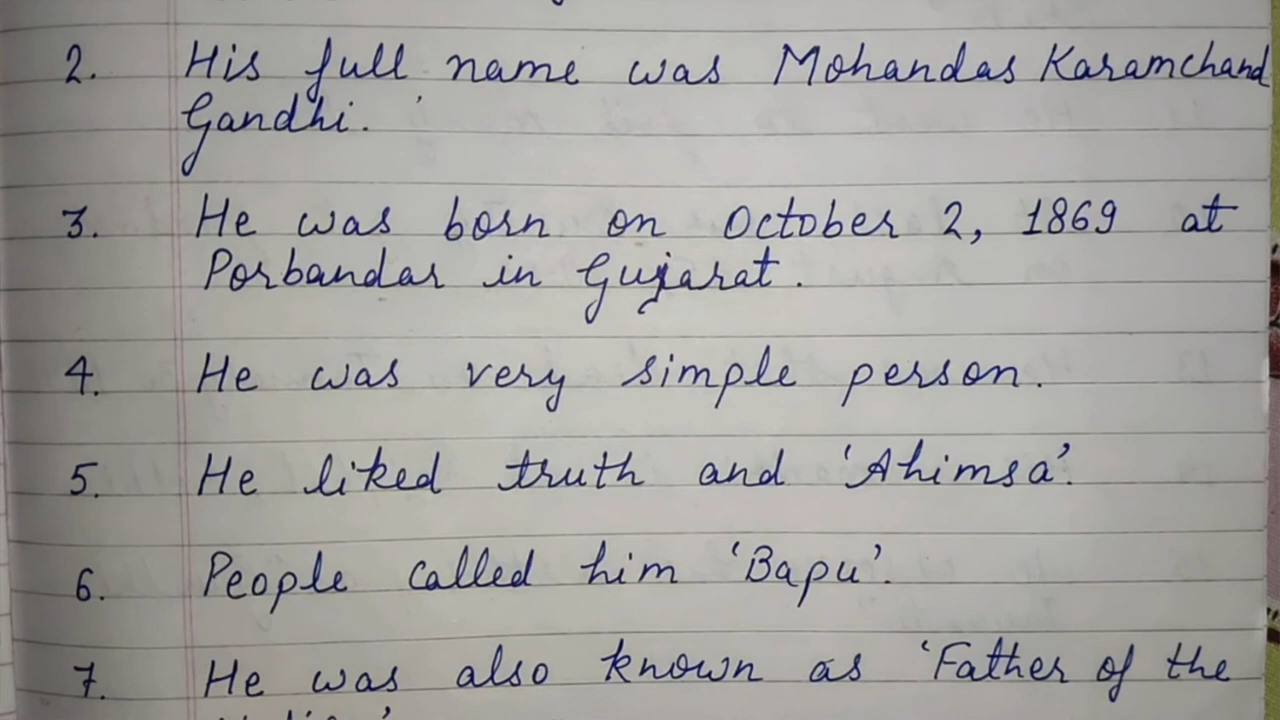 2. His full name was Mohandas Karamchand
Gandhi.
3. He was born on October 2, 1869 at
Porbandar in Gujarat.
4. He was very simple person.
5. He liked truth and 'Ahimsa'.
6. People called him 'Bapu'.
7. He was also known as 'Father of the